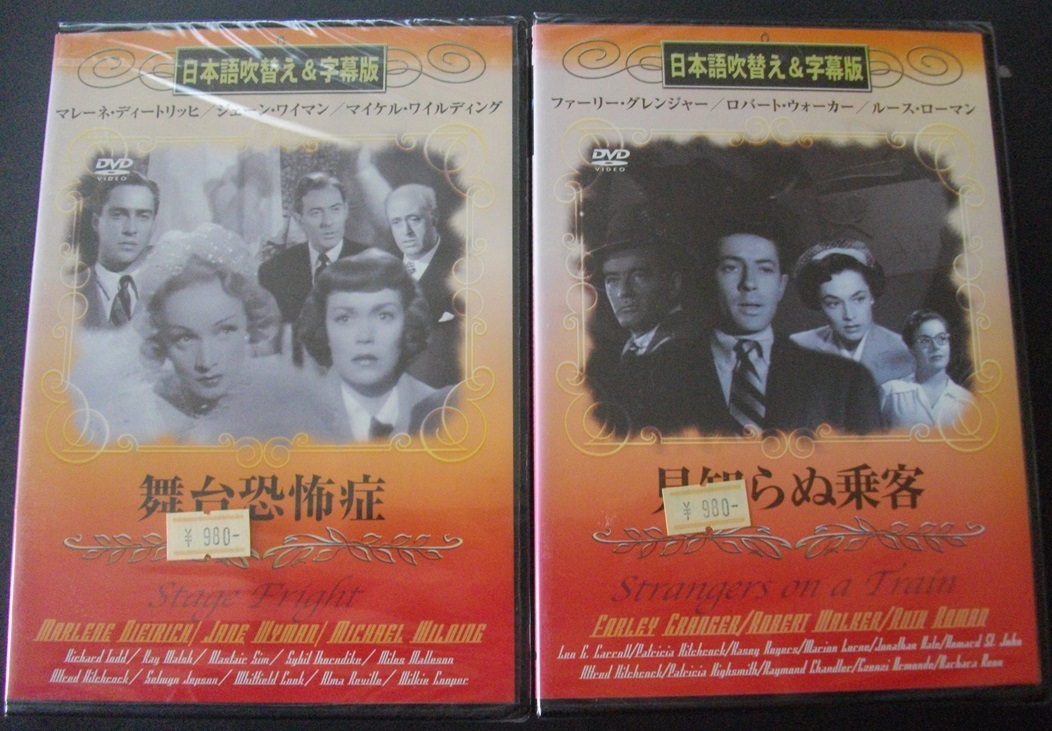 日本語吹替え&字幕版
マレーネ・ディートリッヒ/ジェーン・ワイマン/マイケル・ワイルディング
DVD
VIDEO
舞台恐怖症
¥980-
Stage Fright
MARLENE DIETRICH/ JANE WYMAN/ MICHAEL WILDING
Richard Todd/ Kay Walsh/ Alastair Sim/ Sybil Thorndike/ Miles Malleson
Alfred Hitchcock/ Selwyn Jepson/ Whitfield Cook/ Alma Reville/ Wilkin Cooper
日本語吹替え&字幕版
ファーリー・グレンジャー/ロバート・ウォーカー/ルース・ローマン
DVD
VIDEO
見知らぬ乗客
¥980-
Strangers on a Train
FARLEY GRANGER/ROBERT WALKER/RUTH ROMAN
Leo G. Carroll/Patricia Hitchcock/Kasey Rogers/Marion Lorne/Jonathan Hale/Howard St. John
Alfred Hitchcock/Patricia Highsmith/Raymond Chandler/Czenzi Ormonde/Barbara Keon